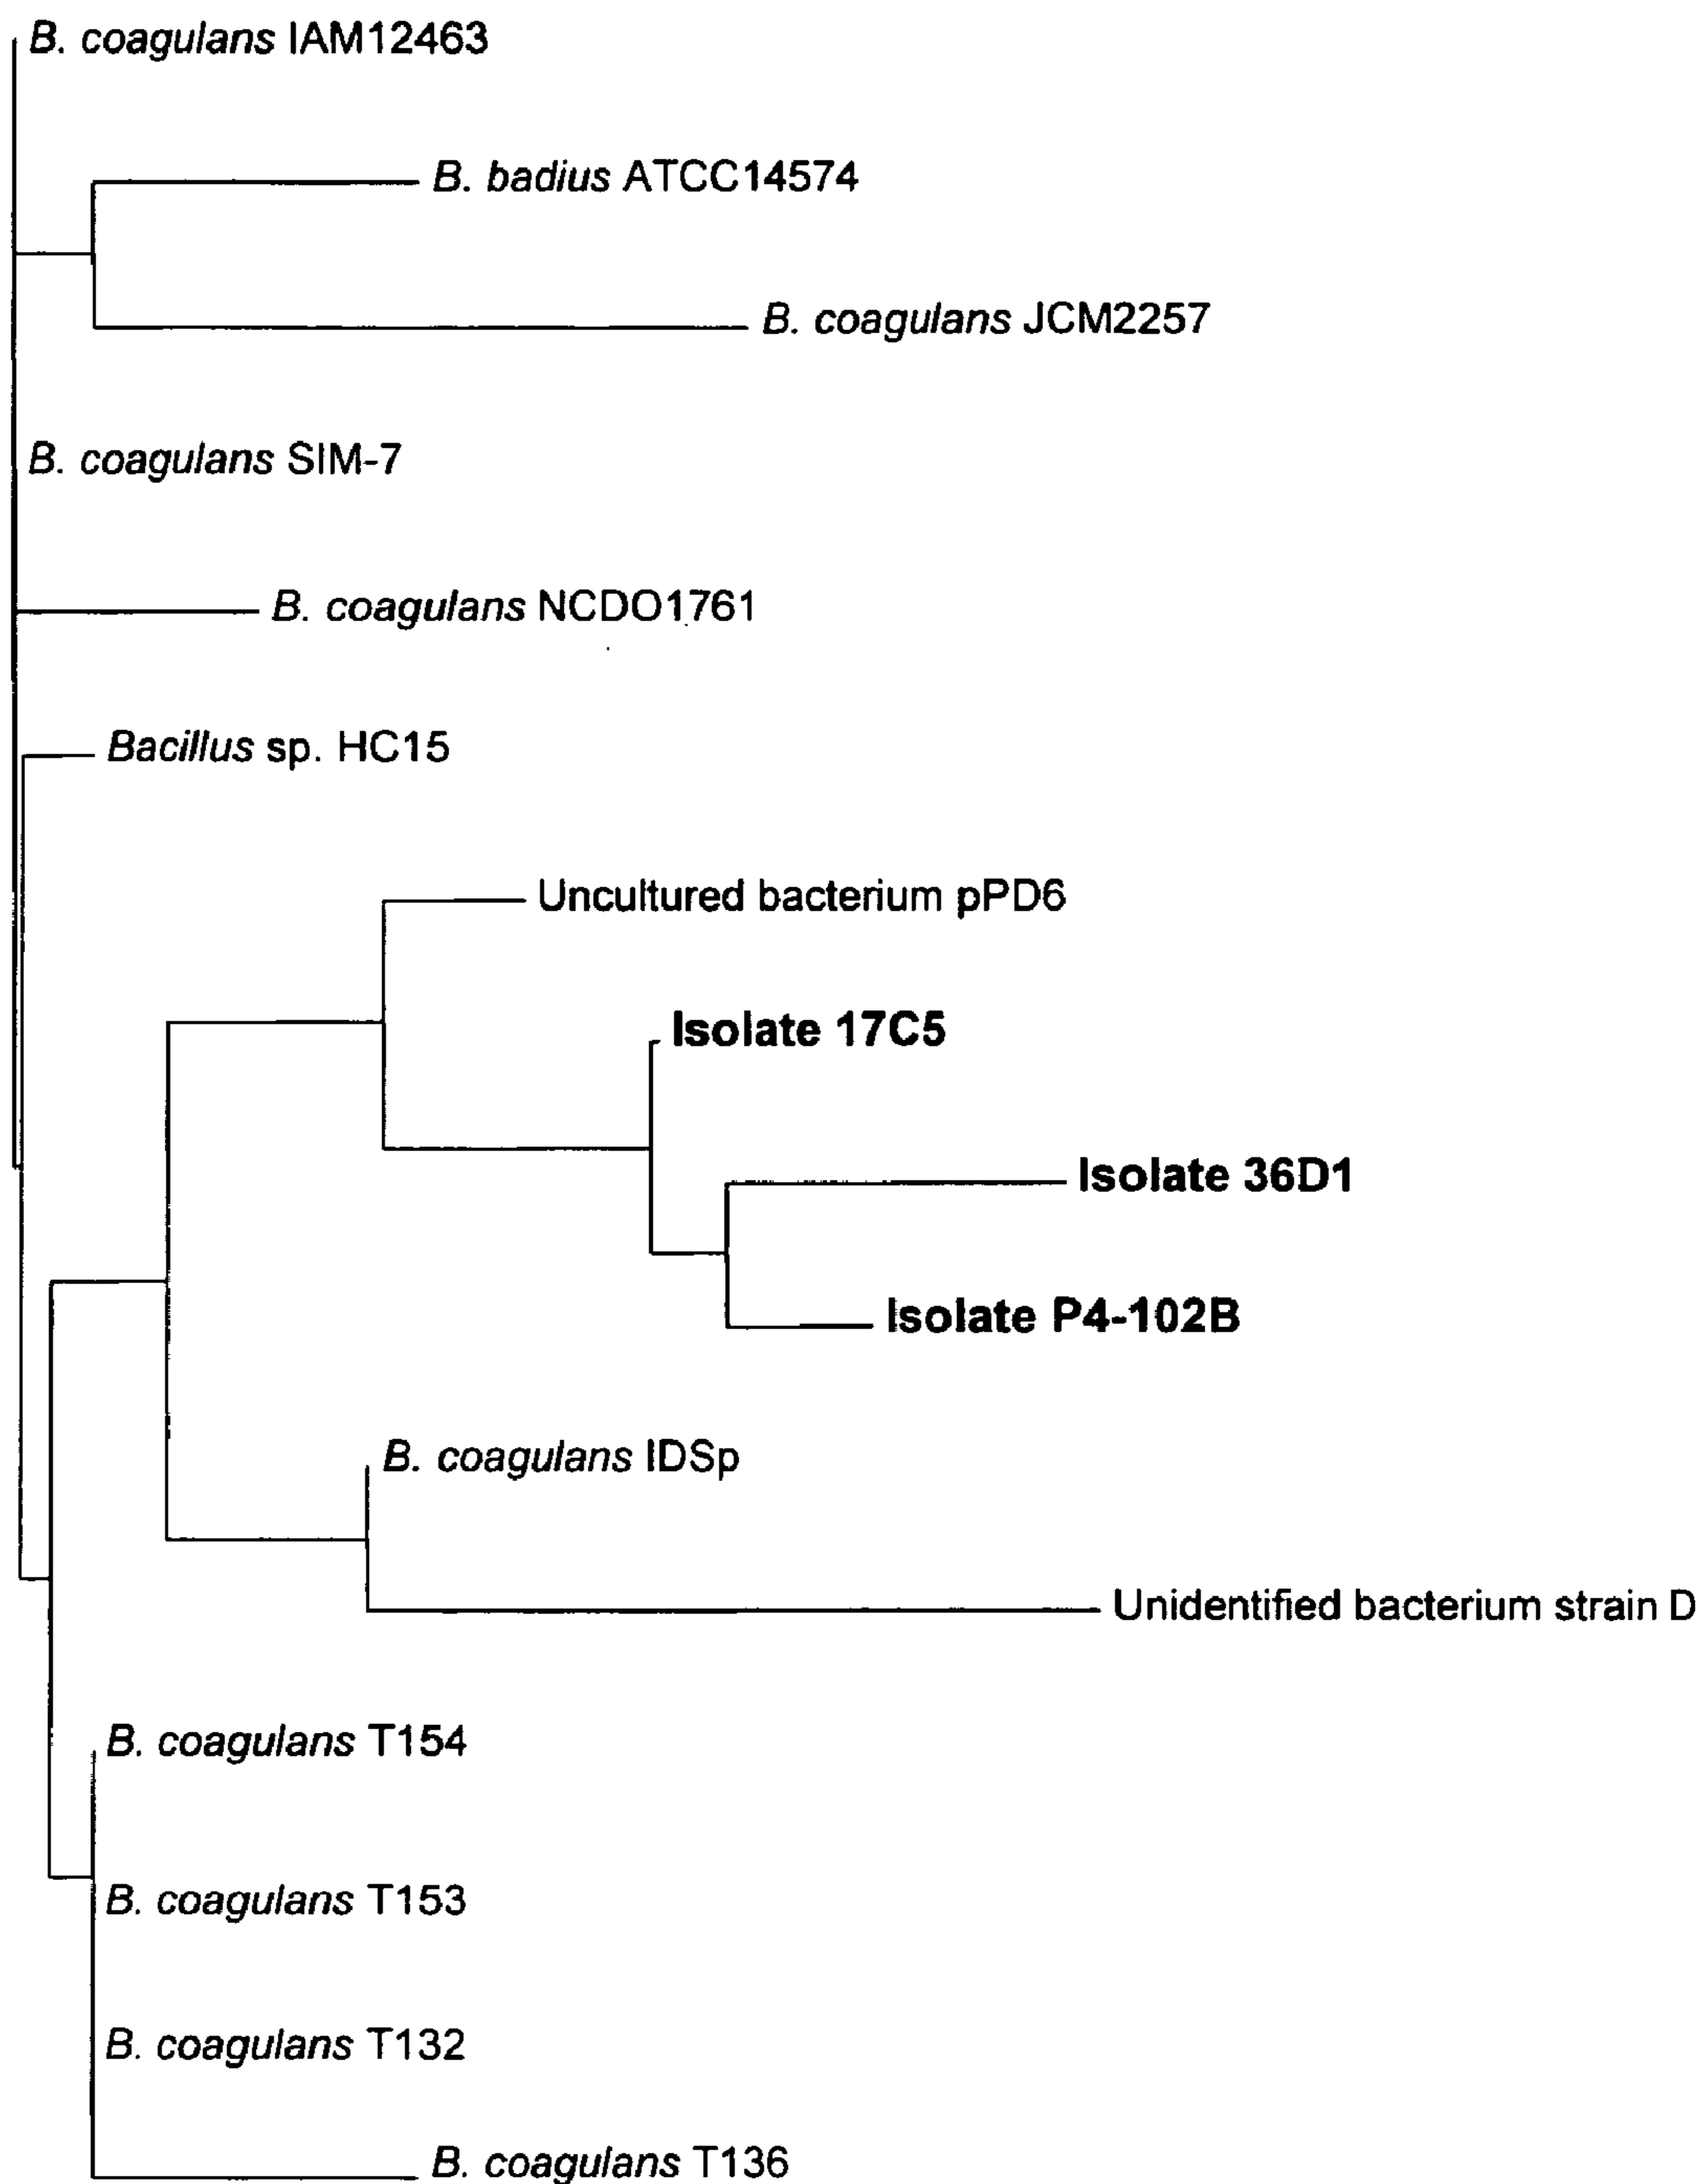 B. coagulans IAM12463
B. badius ATCC14574
B. coagulans JCM2257
B. coagulans SIM-7
B. coagulans NCDO1761
Bacillus sp. HC15
Uncultured bacterium pPD6
Isolate 17C5
Isolate 36D1
Isolate P4-102B
B. coagulans IDSp
Unidentified bacterium strain D
B. coagulans T154
B. coagulans T153
B. coagulans T132
B. coagulans T136